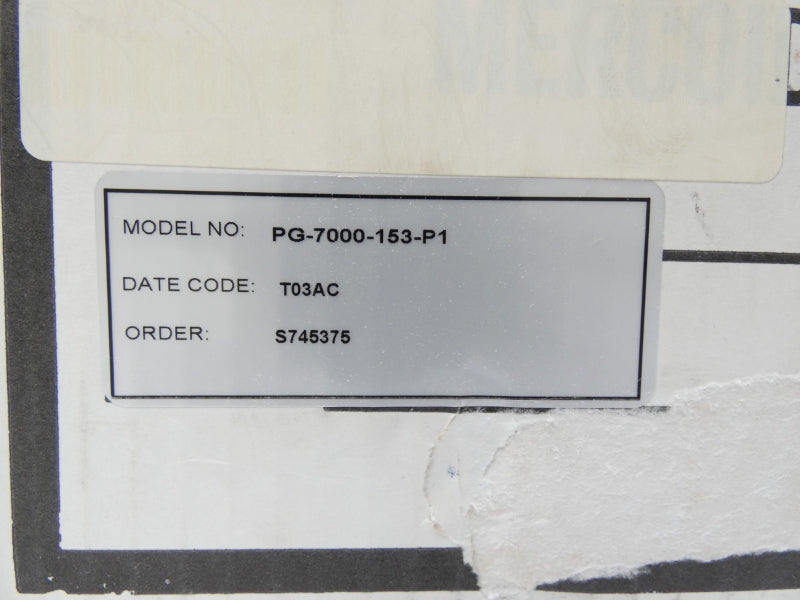 MODEL NO: PG-7000-153-P1
DATE CODE: T03AC
ORDER: S745375